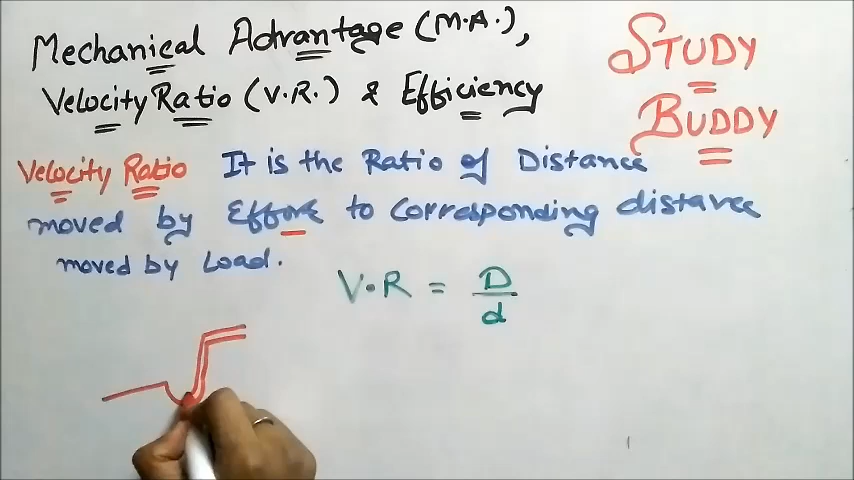 Mechanical Advantage (M.A.),
Velocity Ratio (V.R.) & Efficiency
STUDY
BUDDY
Velocity Ratio It is the Ratio of Distance
moved by Effort to corresponding distance
moved by Load.
V.R = D/d